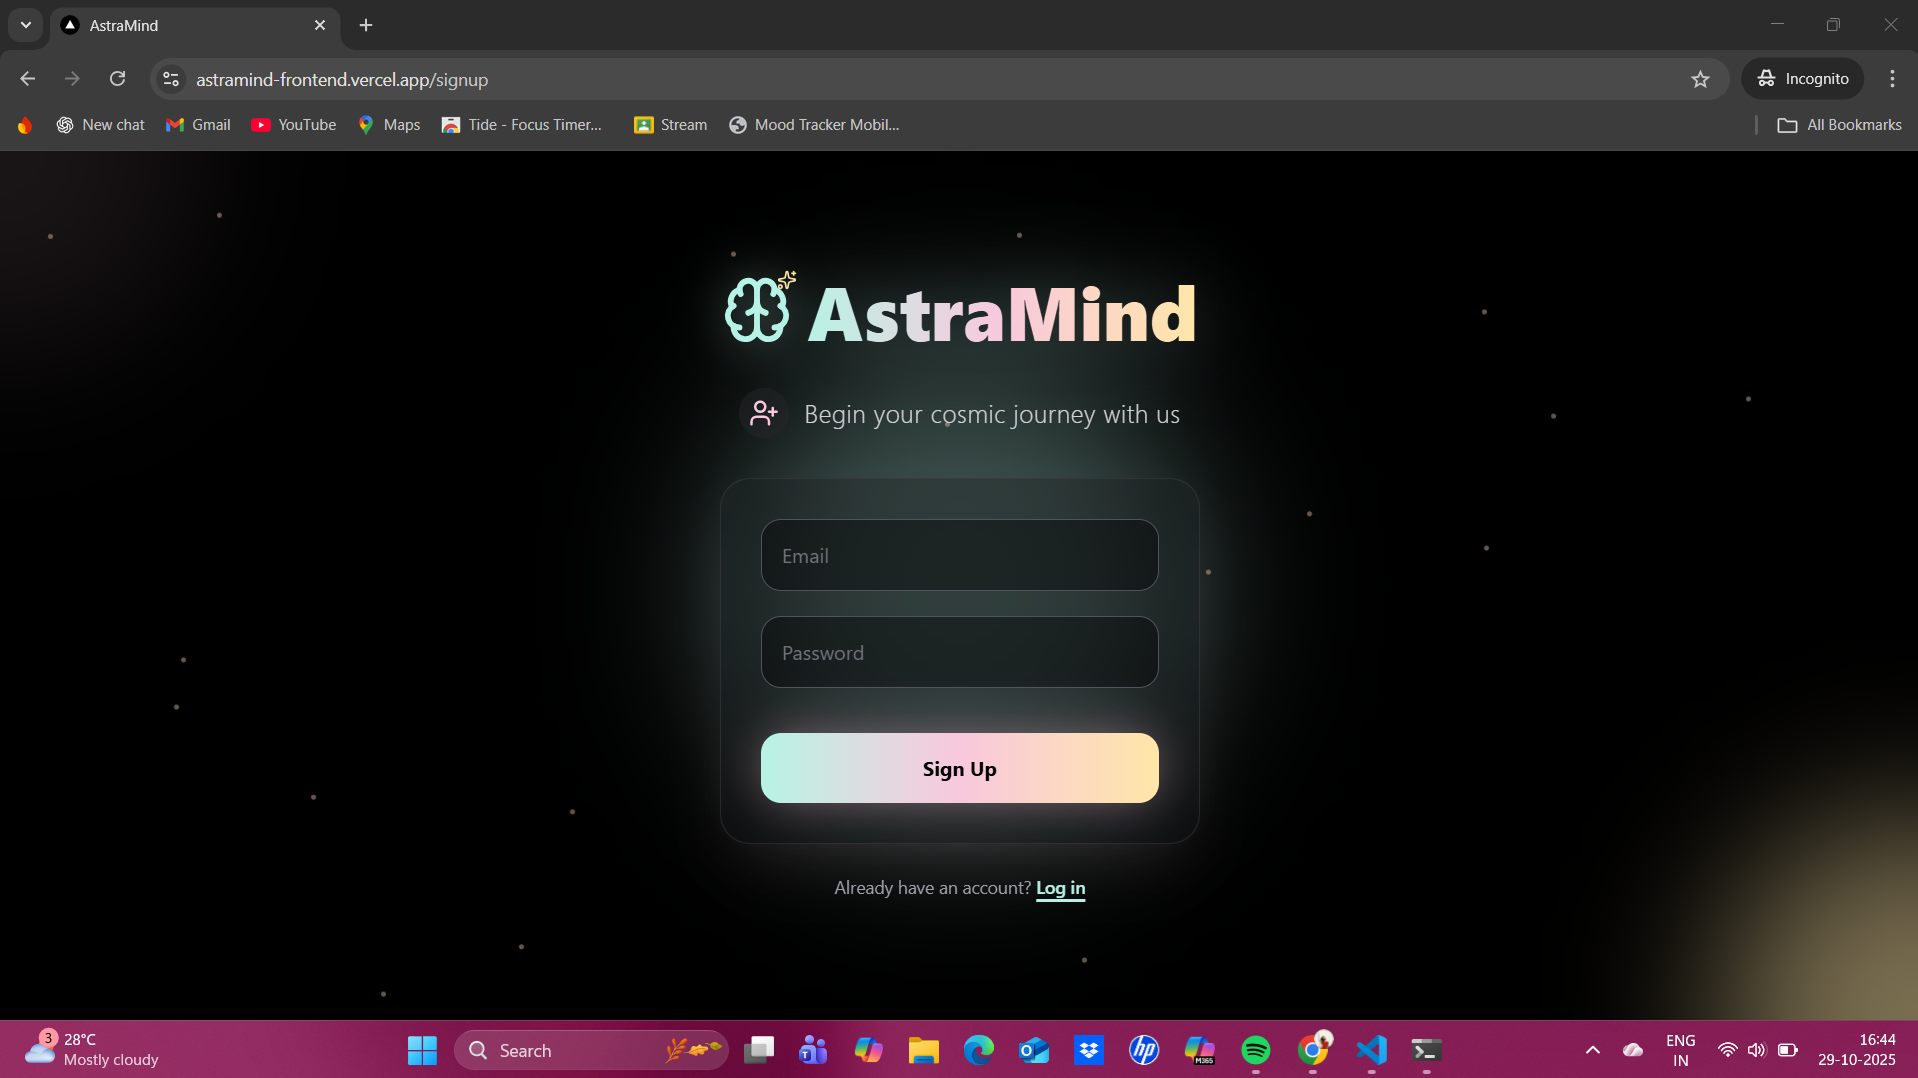 AstraMind
astramind-frontend.vercel.app/signup
Incognito
New chat
Gmail
YouTube
Maps
Tide - Focus Timer...
Stream
Mood Tracker Mobil...
All Bookmarks
AstraMind
Begin your cosmic journey with us
Email
Password
Sign Up
Already have an account? Log in
3
28°C
Mostly cloudy
Search
T
O
hp
M365
ENG
IN
16:44
29-10-2025